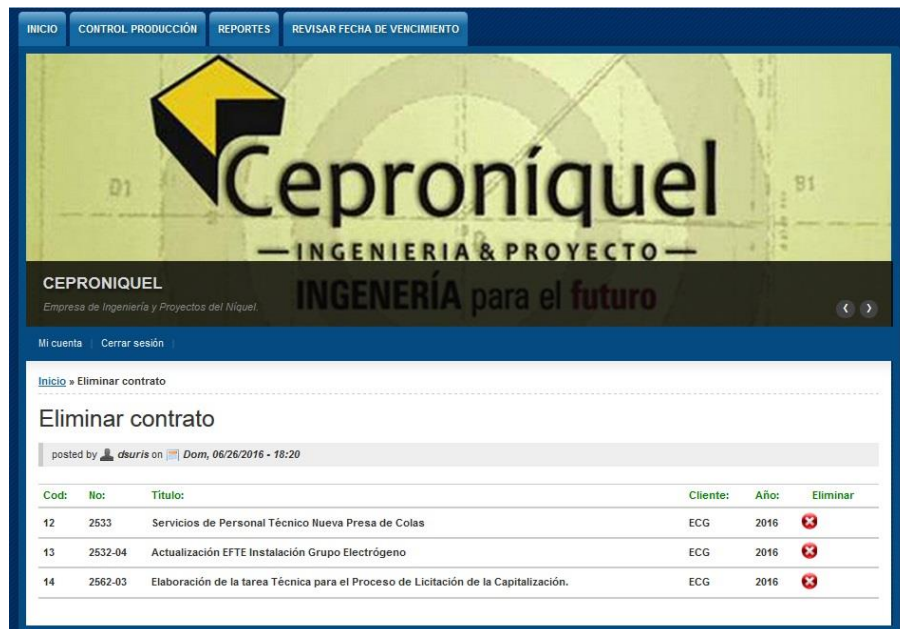 INICIO CONTROL PRODUCCIÓN REPORTES REVISAR FECHA DE VENCIMIENTO
D1 B1
Ceproníquel
INGENIERIA & PROYECTO
INGENERÍA para el futuro
CEPRONIQUEL
Empresa de Ingeniería y Proyectos del Níquel.
Mi cuenta | Cerrar sesión |
Inicio » Eliminar contrato
Eliminar contrato
posted by dsuris on Dom, 06/26/2016 - 18:20
Cod: No: Título: Cliente: Año: Eliminar
12 2533 Servicios de Personal Técnico Nueva Presa de Colas ECG 2016
13 2532-04 Actualización EFTE Instalación Grupo Electrógeno ECG 2016
14 2562-03 Elaboración de la tarea Técnica para el Proceso de Licitación de la Capitalización. ECG 2016